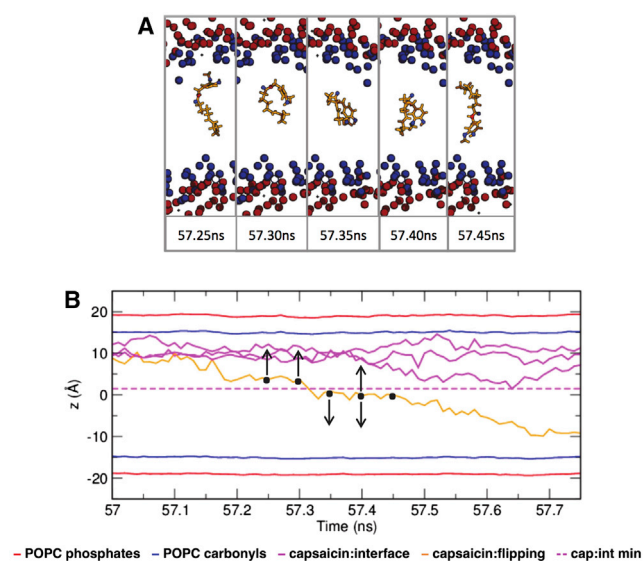 A
57.25ns 57.30ns 57.35ns 57.40ns 57.45ns
B
20
10
0
-10
-20
z (Å)
57 57.1 57.2 57.3 57.4 57.5 57.6 57.7
Time (ns)
POPC phosphates POPC carbonyls capsaicin:interface capsaicin:flipping cap:int min